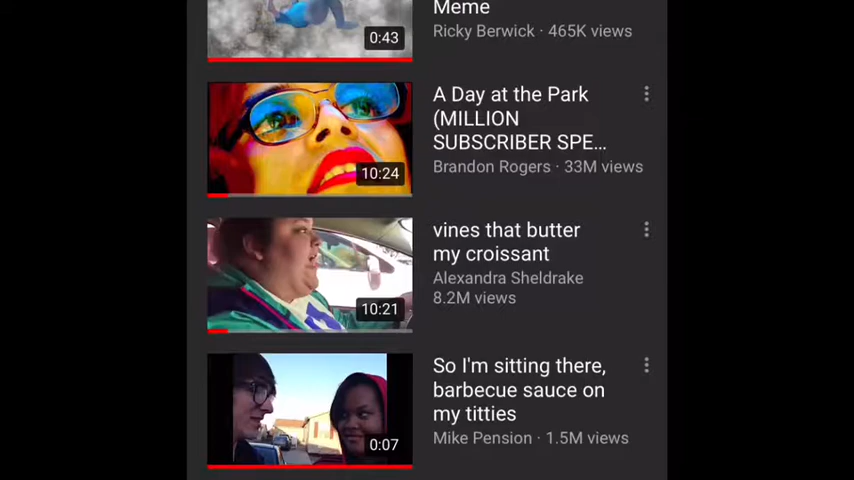 Meme
Ricky Berwick · 465K views
0:43
A Day at the Park
(MILLION
SUBSCRIBER SPE...
Brandon Rogers · 33M views
10:24
vines that butter
my croissant
Alexandra Sheldrake
8.2M views
10:21
So I'm sitting there,
barbecue sauce on
my titties
Mike Pension · 1.5M views
0:07